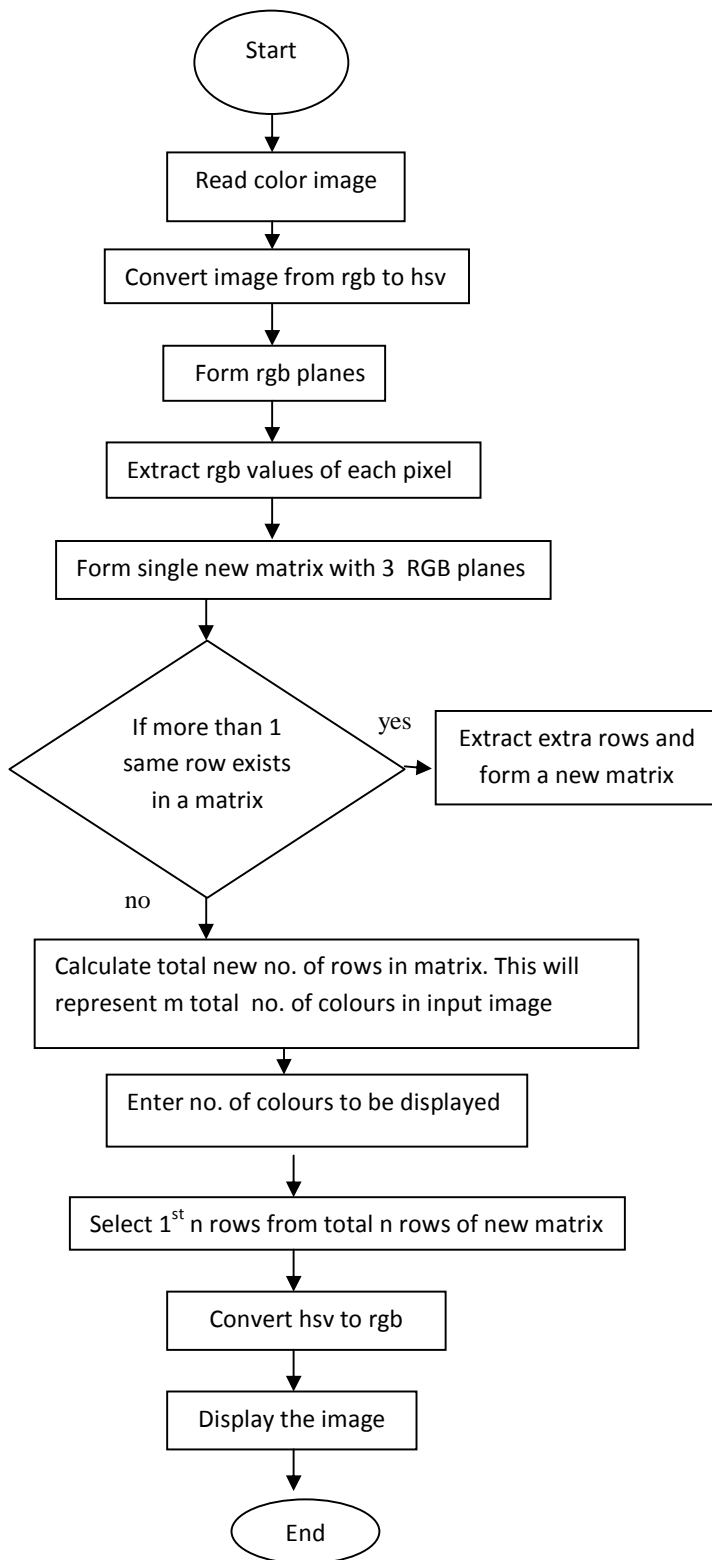 Start
Read color image
Convert image from rgb to hsv
Form rgb planes
Extract rgb values of each pixel
Form single new matrix with 3 RGB planes
If more than 1
same row exists
in a matrix
yes
Extract extra rows and
form a new matrix
no
Calculate total new no. of rows in matrix. This will
represent m total no. of colours in input image
Enter no. of colours to be displayed
Select 1st n rows from total n rows of new matrix
Convert hsv to rgb
Display the image
End